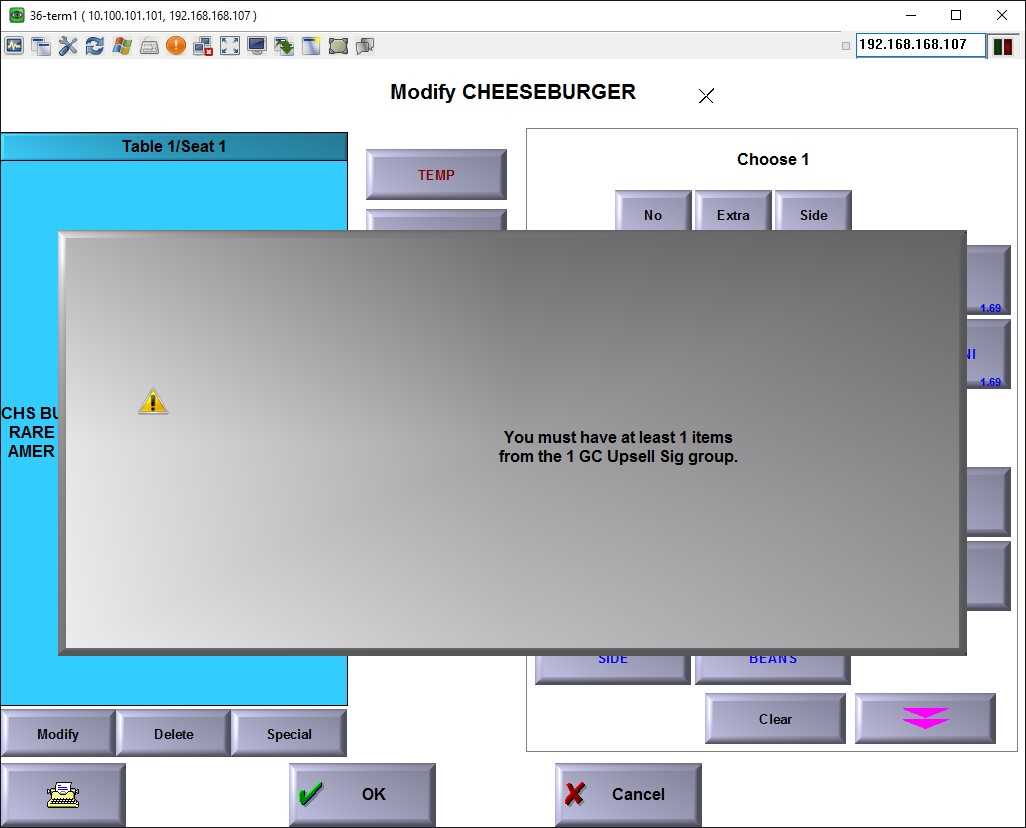 36-term1 ( 10.100.101.101, 192.168.168.107 )
192.168.168.107
Modify CHEESEBURGER
Table 1/Seat 1
TEMP
Choose 1
No
Extra
Side
1.69
NI
1.69
CHS BU
RARE
AMER
You must have at least 1 items
from the 1 GC Upsell Sig group.
SIDE
BEANS
Clear
Modify
Delete
Special
OK
Cancel